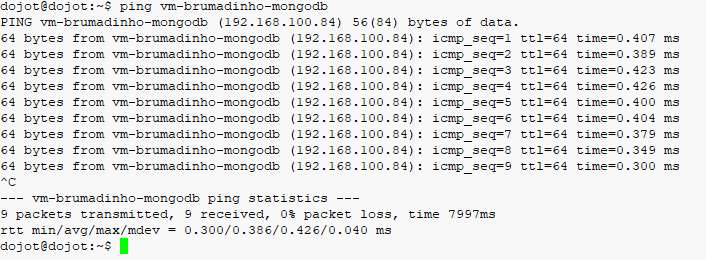 dojot@dojot:~$ ping vm-brumadinho-mongodb
PING vm-brumadinho-mongodb (192.168.100.84) 56(84) bytes of data.
64 bytes from vm-brumadinho-mongodb (192.168.100.84): icmp_seq=1 ttl=64 time=0.407 ms
64 bytes from vm-brumadinho-mongodb (192.168.100.84): icmp_seq=2 ttl=64 time=0.389 ms
64 bytes from vm-brumadinho-mongodb (192.168.100.84): icmp_seq=3 ttl=64 time=0.423 ms
64 bytes from vm-brumadinho-mongodb (192.168.100.84): icmp_seq=4 ttl=64 time=0.426 ms
64 bytes from vm-brumadinho-mongodb (192.168.100.84): icmp_seq=5 ttl=64 time=0.400 ms
64 bytes from vm-brumadinho-mongodb (192.168.100.84): icmp_seq=6 ttl=64 time=0.404 ms
64 bytes from vm-brumadinho-mongodb (192.168.100.84): icmp_seq=7 ttl=64 time=0.379 ms
64 bytes from vm-brumadinho-mongodb (192.168.100.84): icmp_seq=8 ttl=64 time=0.349 ms
64 bytes from vm-brumadinho-mongodb (192.168.100.84): icmp_seq=9 ttl=64 time=0.300 ms
^C
--- vm-brumadinho-mongodb ping statistics ---
9 packets transmitted, 9 received, 0% packet loss, time 7997ms
rtt min/avg/max/mdev = 0.300/0.386/0.426/0.040 ms
dojot@dojot:~$